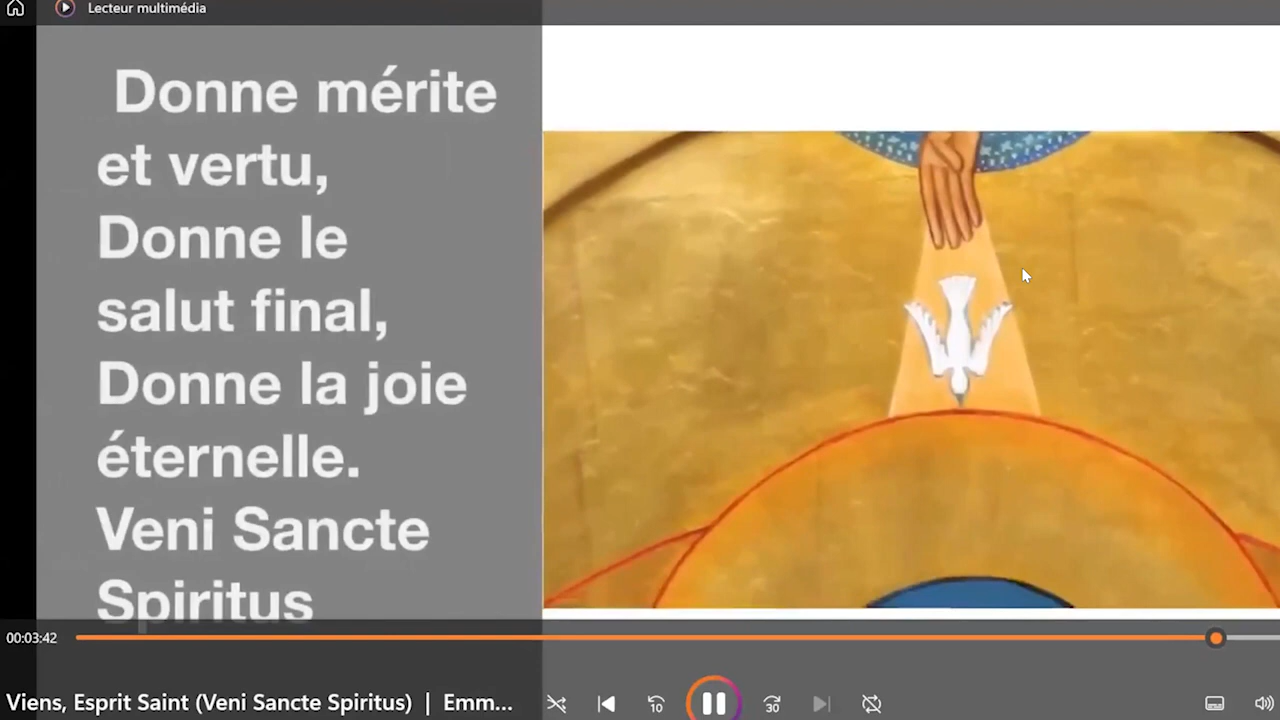 Lecteur multimédia
Donne mérite
et vertu,
Donne le
salut final,
Donne la joie
éternelle.
Veni Sancte
Spiritus
00:03:42
Viens, Esprit Saint (Veni Sancte Spiritus) | Emm...
10
30